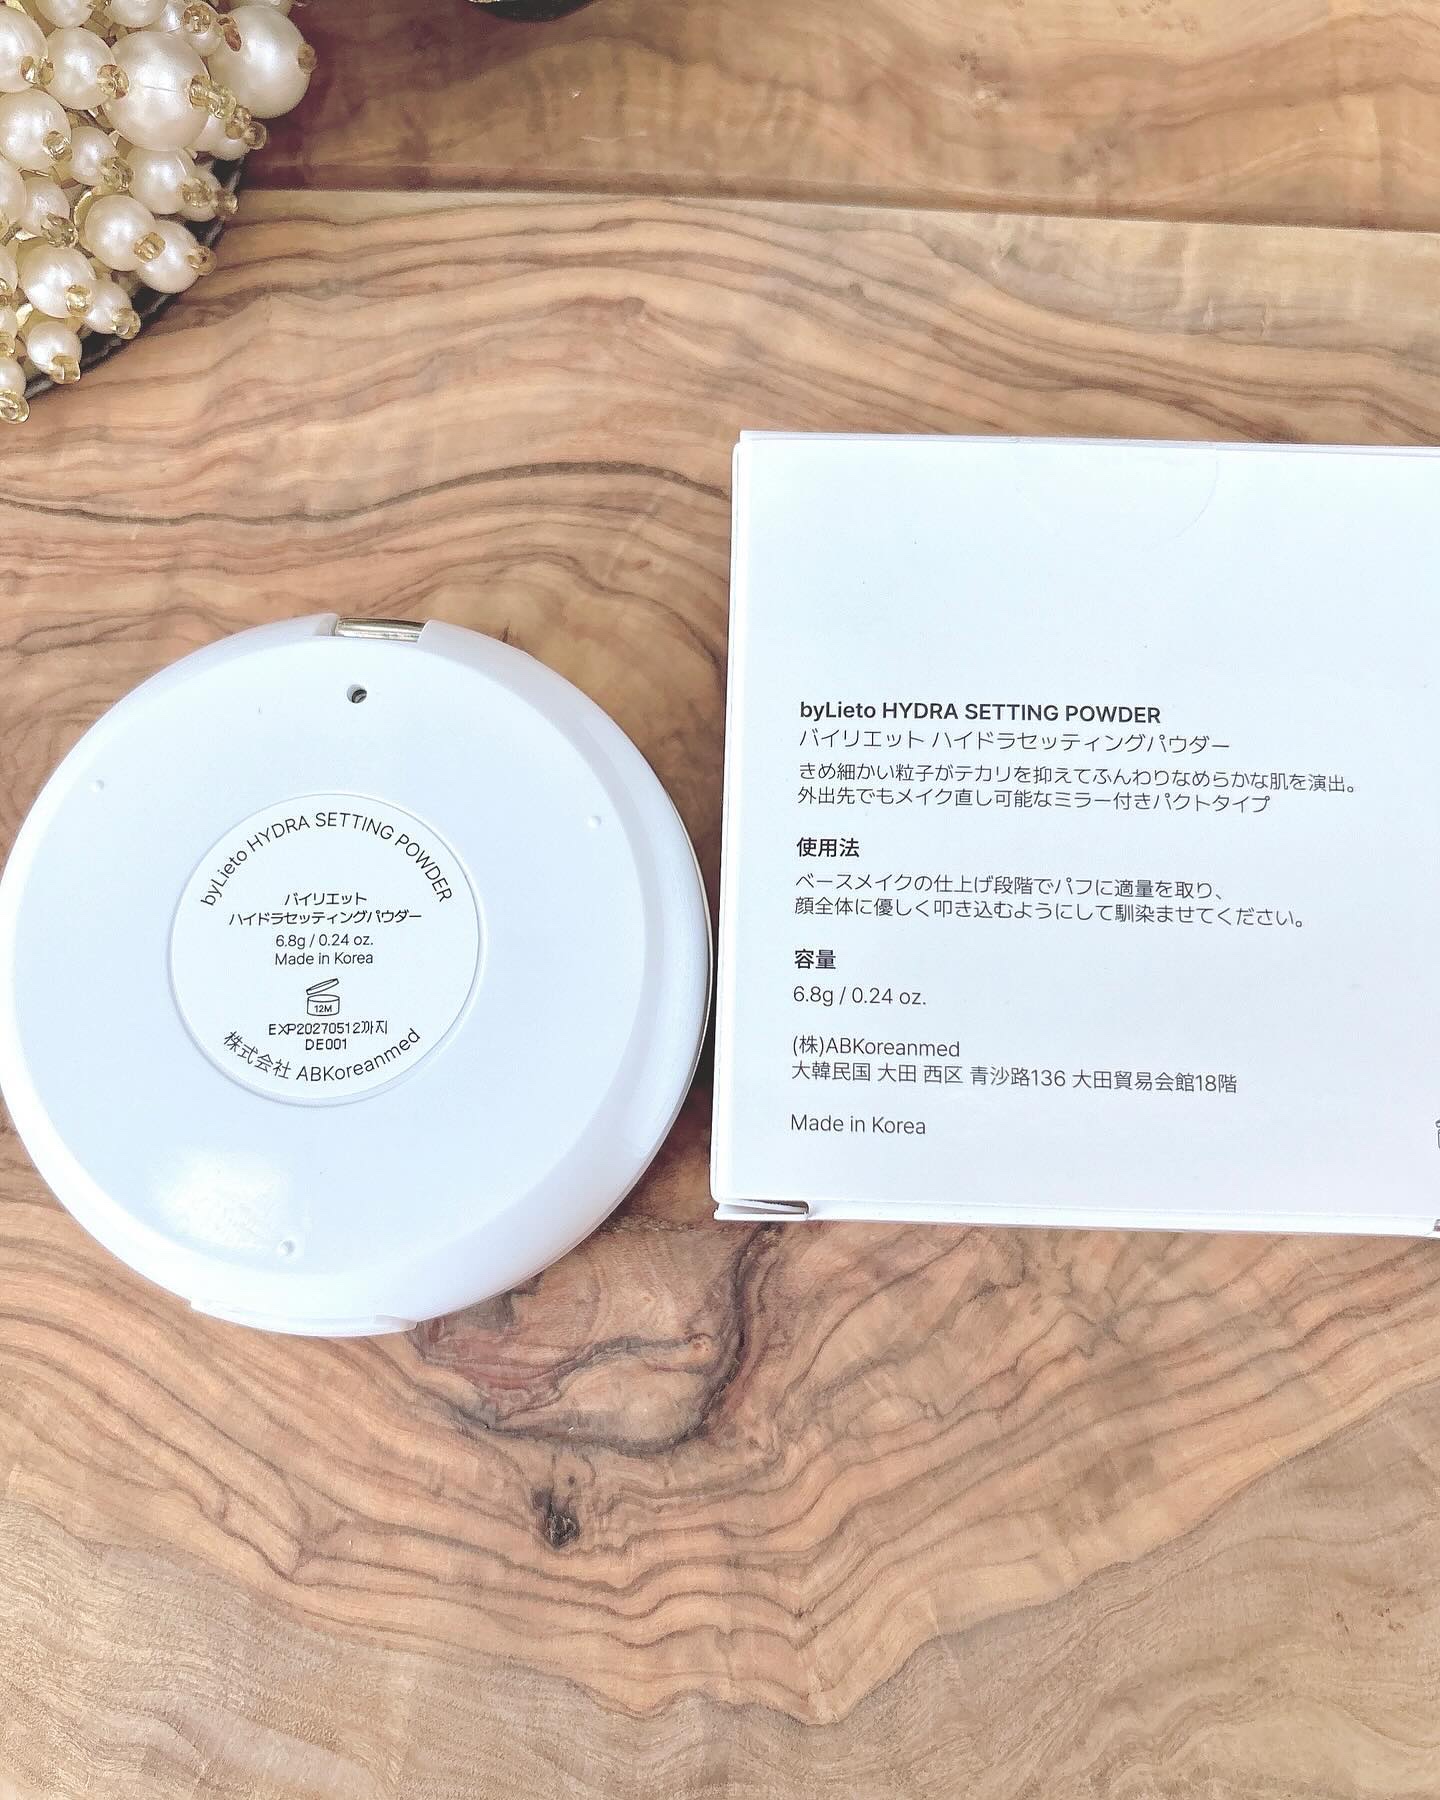 byLieto HYDRA SETTING POWDER
バイリエット
ハイドラセッティングパウダー
6.8g / 0.24 oz.
Made in Korea
12M
EXP20270512까지
DE001
株式会社 ABKoreanmed
byLieto HYDRA SETTING POWDER
バイリエット ハイドラセッティングパウダー
きめ細かい粒子がテカリを抑えてふんわりなめらかな肌を演出。
外出先でもメイク直し可能なミラー付きパクトタイプ
使用法
ベースメイクの仕上げ段階でパフに適量を取り、
顔全体に優しく叩き込むようにして馴染ませてください。
容量
6.8g / 0.24 oz.
(株)ABKoreanmed
大韓民国 大田 西区 青沙路136 大田貿易会館18階
Made in Korea